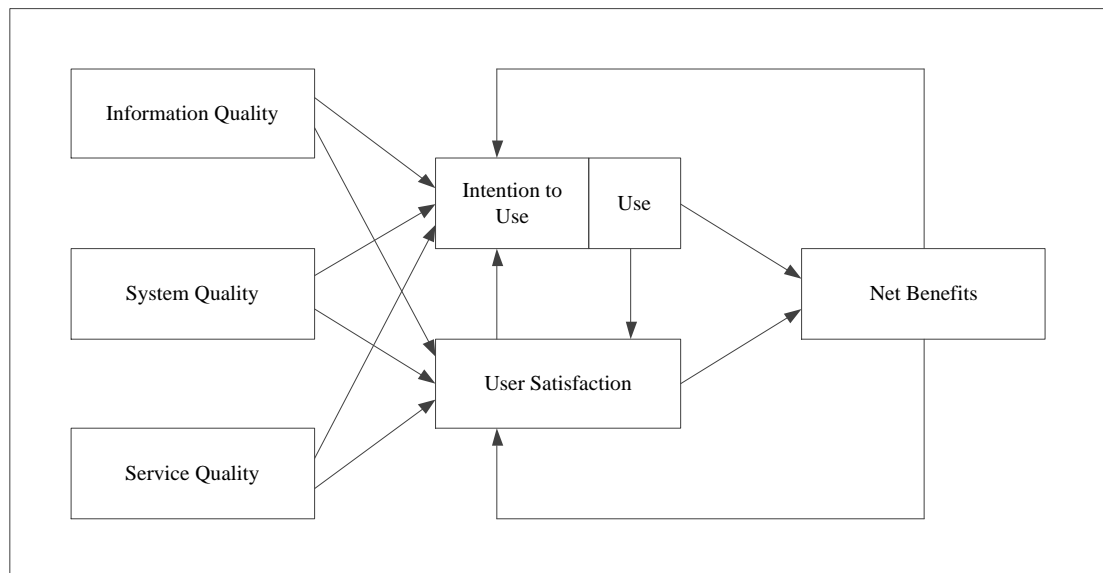 Information Quality
Intention to
Use
Use
System Quality
Net Benefits
User Satisfaction
Service Quality